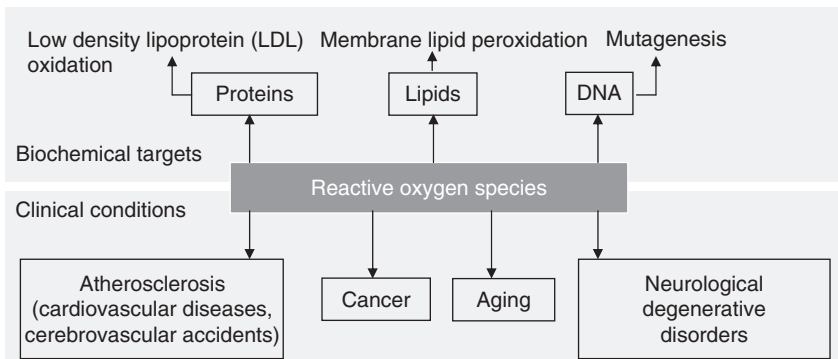 Low density lipoprotein (LDL)
oxidation
Membrane lipid peroxidation
Mutagenesis
Proteins
Lipids
DNA
Biochemical targets
Reactive oxygen species
Clinical conditions
Atherosclerosis
(cardiovascular diseases,
cerebrovascular accidents)
Cancer
Aging
Neurological
degenerative
disorders